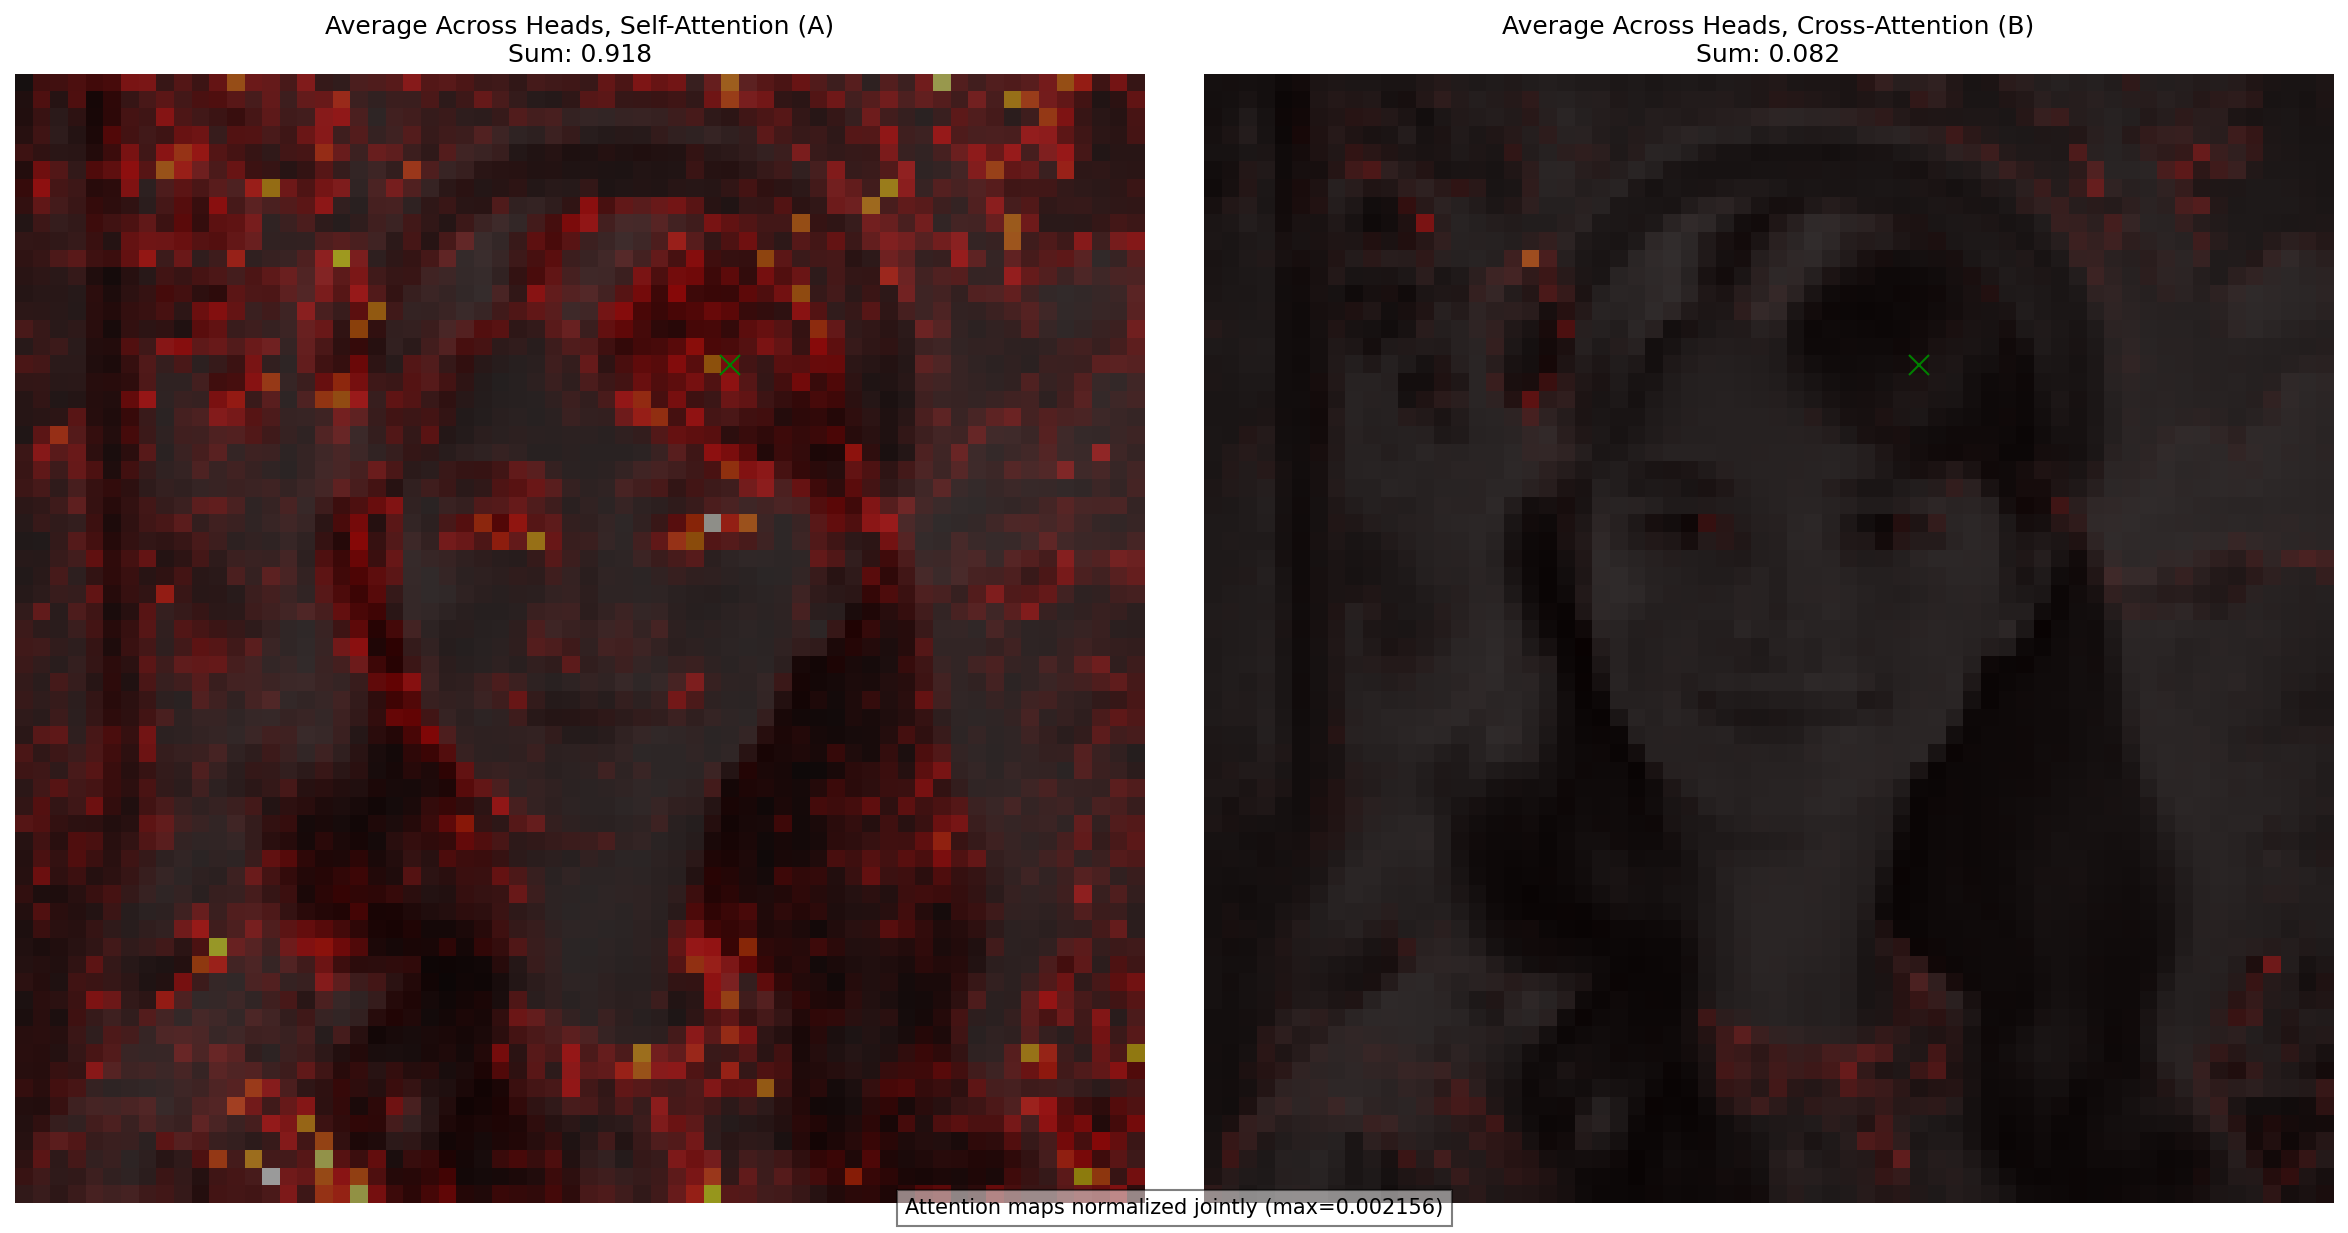 Average Across Heads, Self-Attention (A)
Sum: 0.918
Average Across Heads, Cross-Attention (B)
Sum: 0.082
Attention maps normalized jointly (max=0.002156)